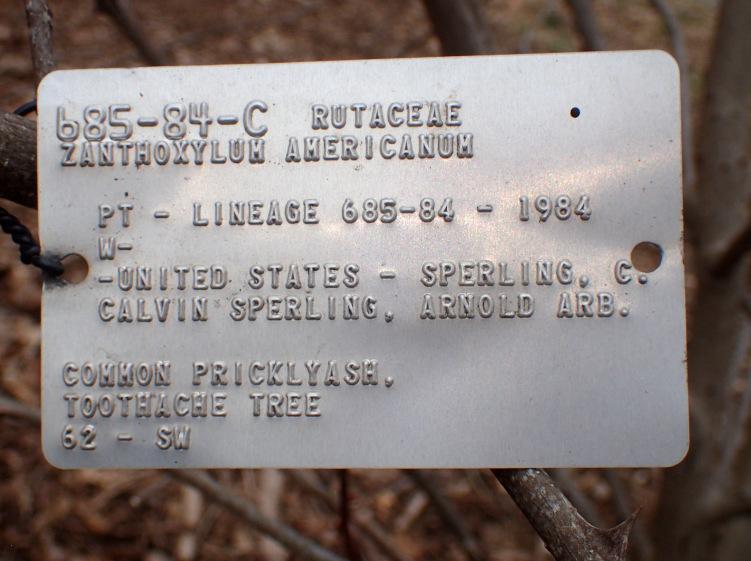 685-84-C RUTACEAE
ZANTHOXYLUM AMERICANUM
PT - LINEAGE 685-84 - 1984
W-
-UNITED STATES - SPERLING, C.
CALVIN SPERLING, ARNOLD ARB.
COMMON PRICKLYASH,
TOOTHACHE TREE
62 - SW